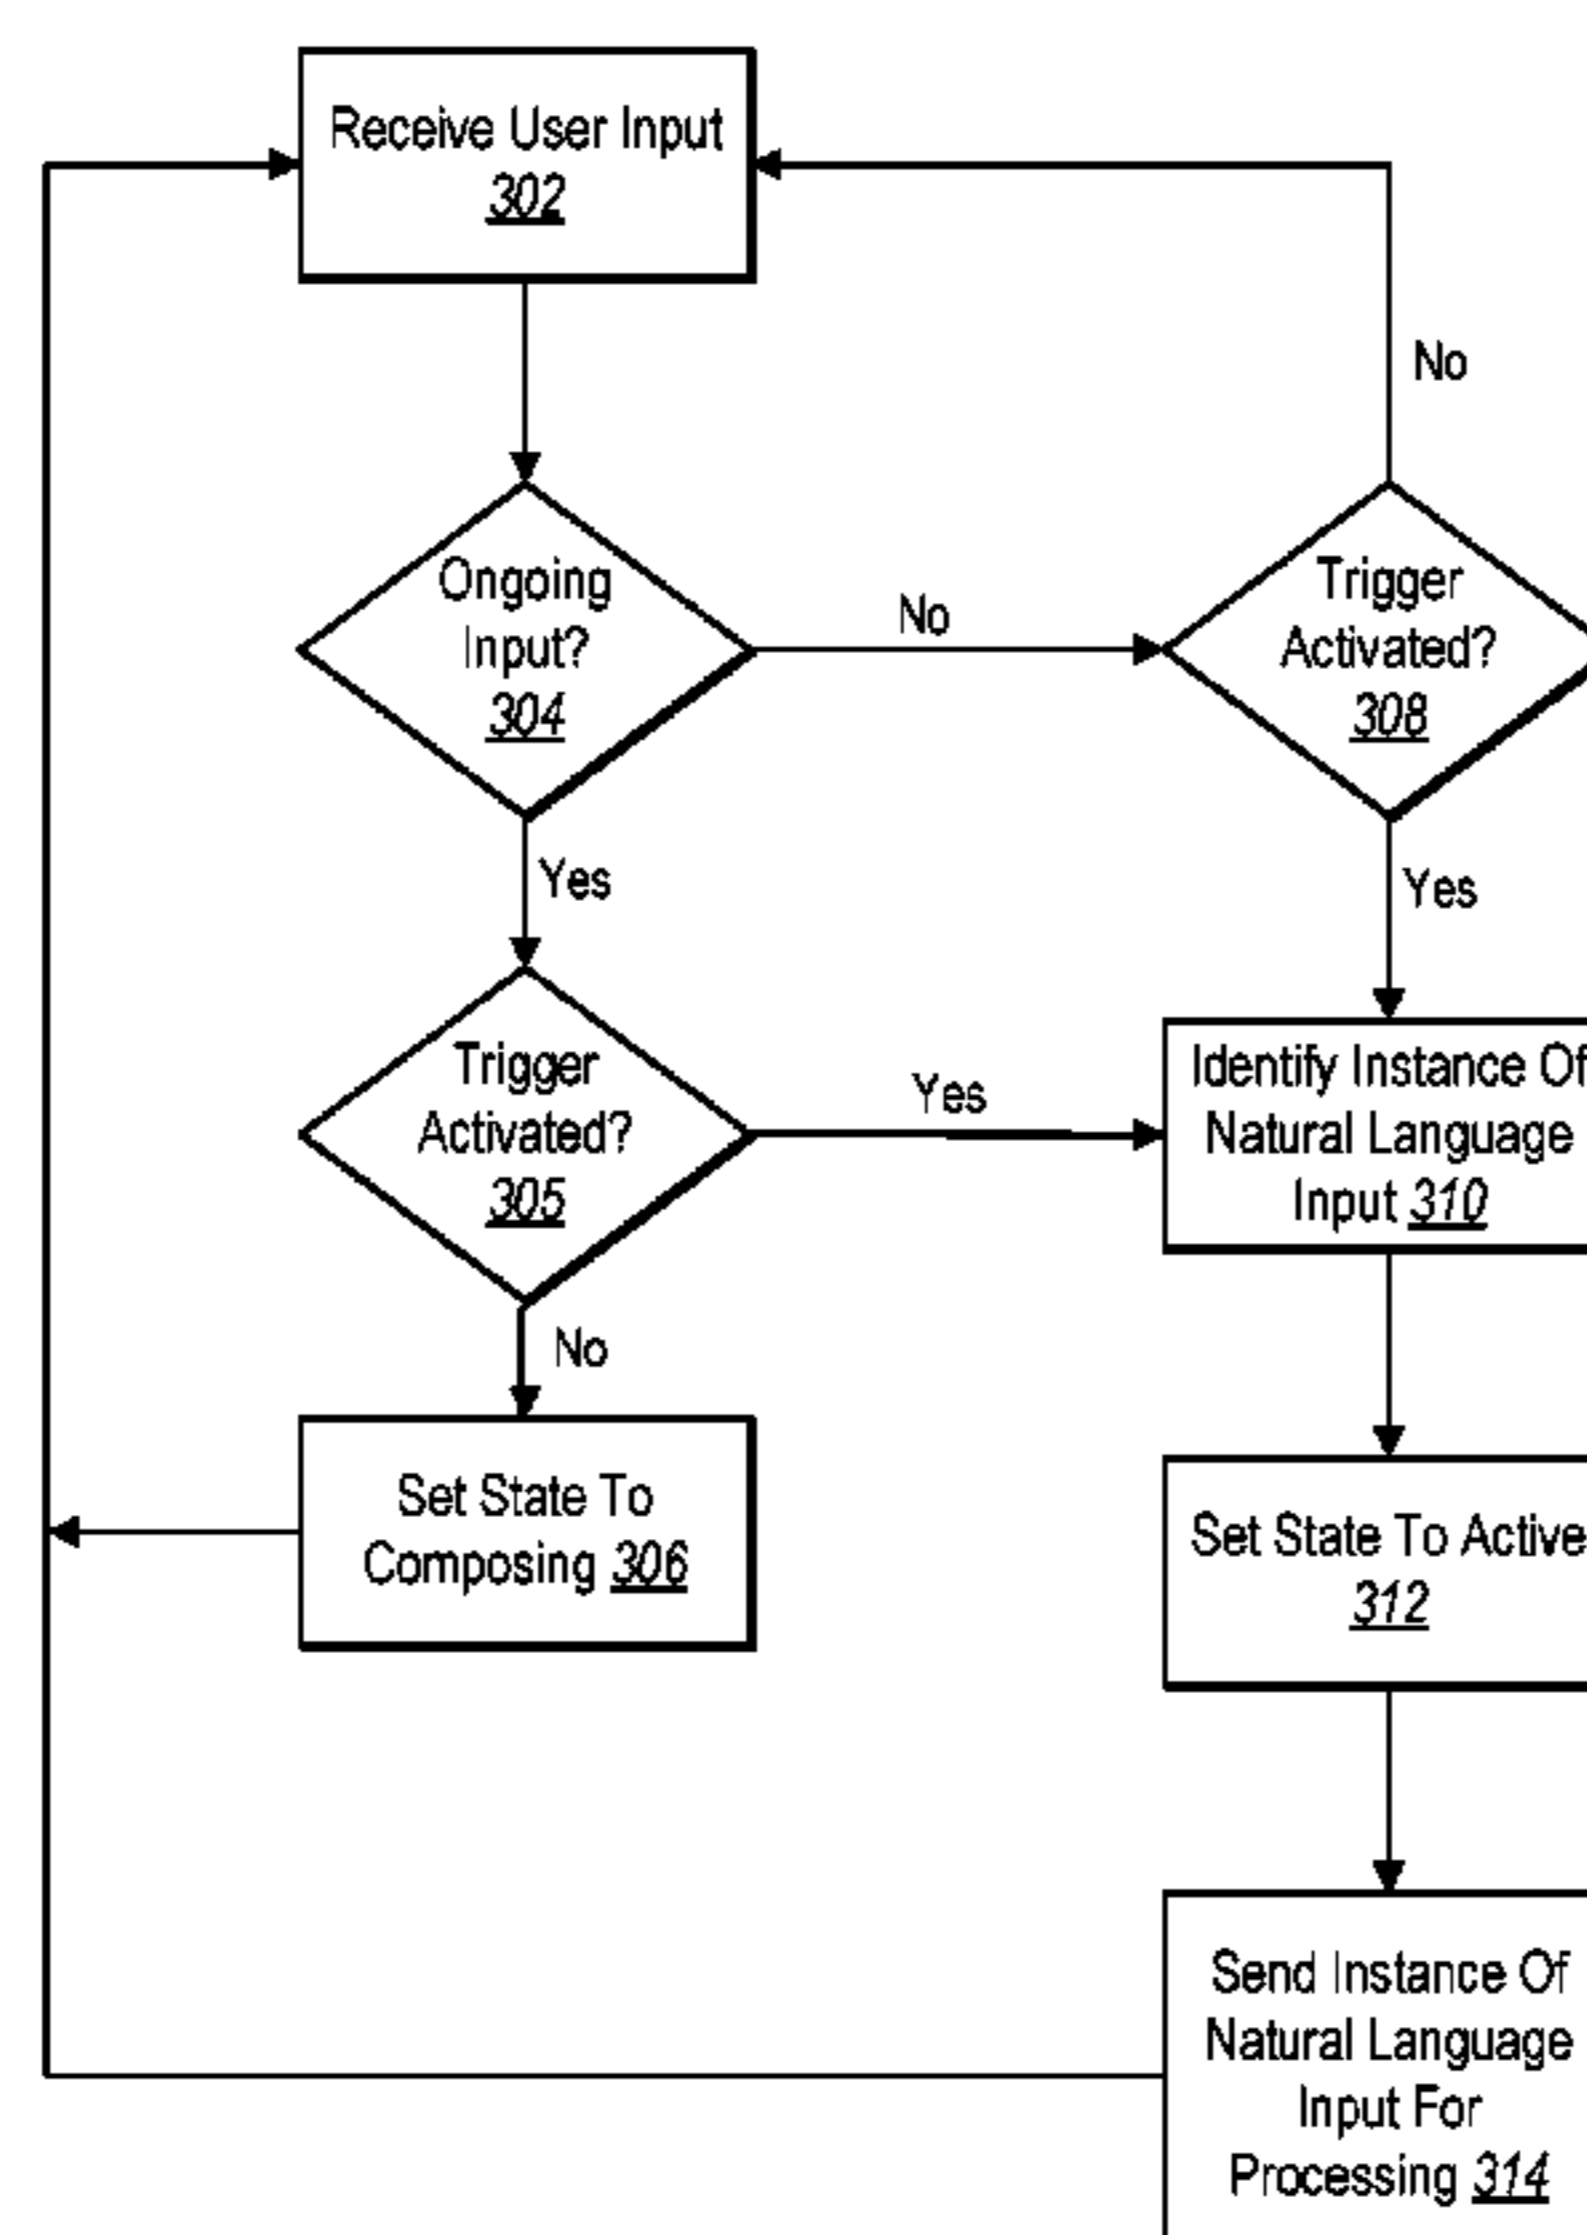 Receive User Input
302
No
Ongoing
Input?
304
No
Trigger
Activated?
308
Yes
Yes
Trigger
Activated?
305
Yes
Identify Instance Of
Natural Language
Input 310
No
Set State To
Composing 306
Set State To Active
312
Send Instance Of
Natural Language
Input For
Processing 314